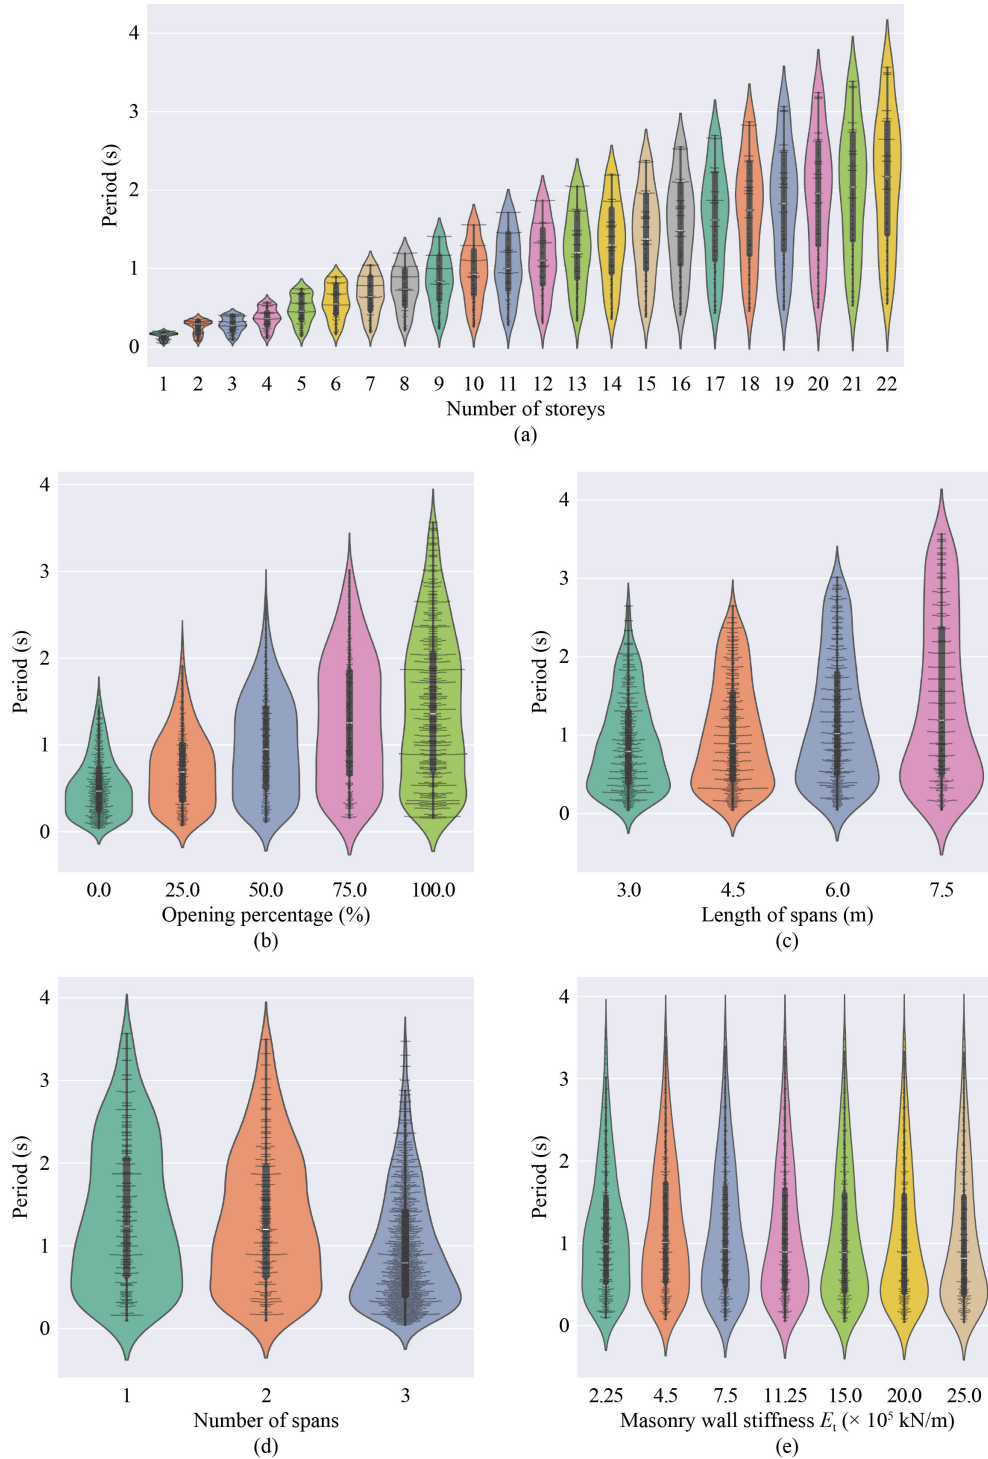 4
3
2
1
0
Period (s)
1 2 3 4 5 6 7 8 9 10 11 12 13 14 15 16 17 18 19 20 21 22
Number of storeys
(a)
4
3
2
1
0
Period (s)
0.0 25.0 50.0 75.0 100.0
Opening percentage (%)
(b)
4
3
2
1
0
Period (s)
3.0 4.5 6.0 7.5
Length of spans (m)
(c)
4
3
2
1
0
Period (s)
1 2 3
Number of spans
(d)
4
3
2
1
0
Period (s)
2.25 4.5 7.5 11.25 15.0 20.0 25.0
Masonry wall stiffness Et (× 10⁵ kN/m)
(e)